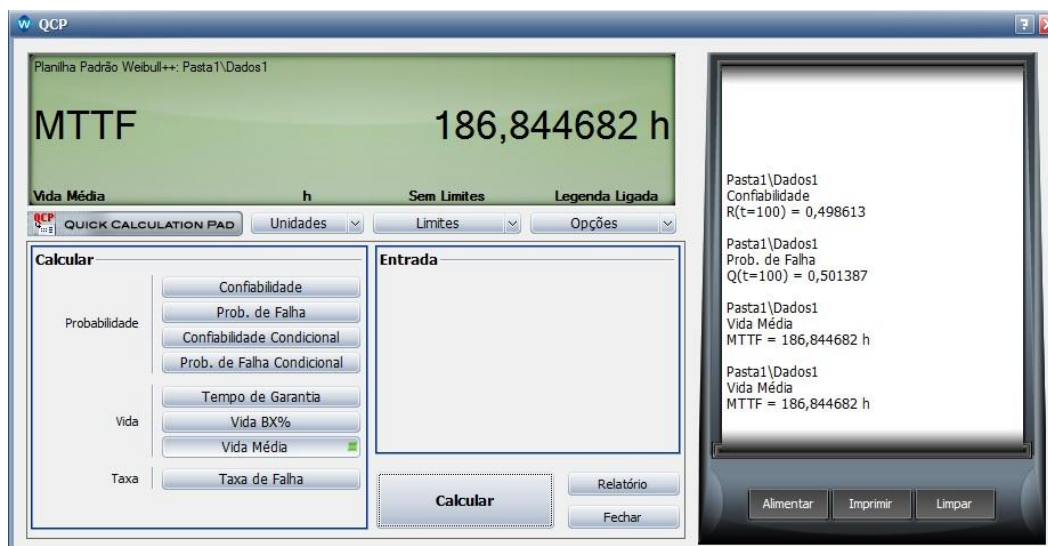 QCP
Planilha Padrão Weibull++: Pasta1\Dados1
MTTF 186,844682 h
Vida Média h Sem Limites Legenda Ligada
QCP QUICK CALCULATION PAD Unidades Limites Opções
Calcular
Probabilidade
Confiabilidade
Prob. de Falha
Confiabilidade Condicional
Prob. de Falha Condicional
Vida
Tempo de Garantia
Vida BX%
Vida Média
Taxa
Taxa de Falha
Entrada
Calcular
Relatório
Fechar
Pasta1\Dados1
Confiabilidade
R(t=100) = 0,498613
Pasta1\Dados1
Prob. de Falha
Q(t=100) = 0,501387
Pasta1\Dados1
Vida Média
MTTF = 186,844682 h
Pasta1\Dados1
Vida Média
MTTF = 186,844682 h
Alimentar Imprimir Limpar